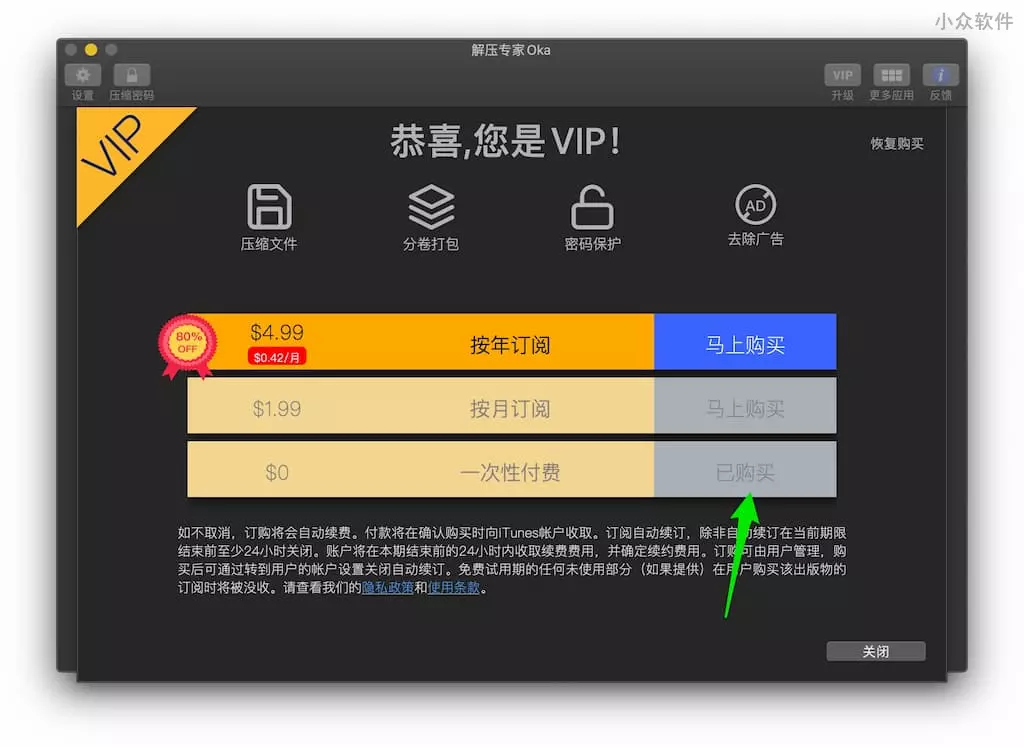 小众软件
解压专家Oka
设置
压缩密码
VIP
升级
更多应用
i
反馈
VIP
恭喜,您是VIP!
恢复购买
压缩文件
分卷打包
密码保护
AD
去除广告
80%
OFF
$4.99
$0.42/月
按年订阅
马上购买
$1.99
按月订阅
马上购买
$0
一次性付费
已购买
如不取消，订购将会自动续费。付款将在确认购买时向iTunes帐户收取。订阅自动续订，除非自动续订在当前期限
结束前至少24小时关闭。账户将在本期结束前的24小时内收取续费费用，并确定续约费用。订购可由用户管理，购
买后可通过转到用户的帐户设置关闭自动续订。免费试用期的任何未使用部分（如果提供）在用户购买该出版物的
订阅时将被没收。请查看我们的隐私政策和使用条款。
关闭